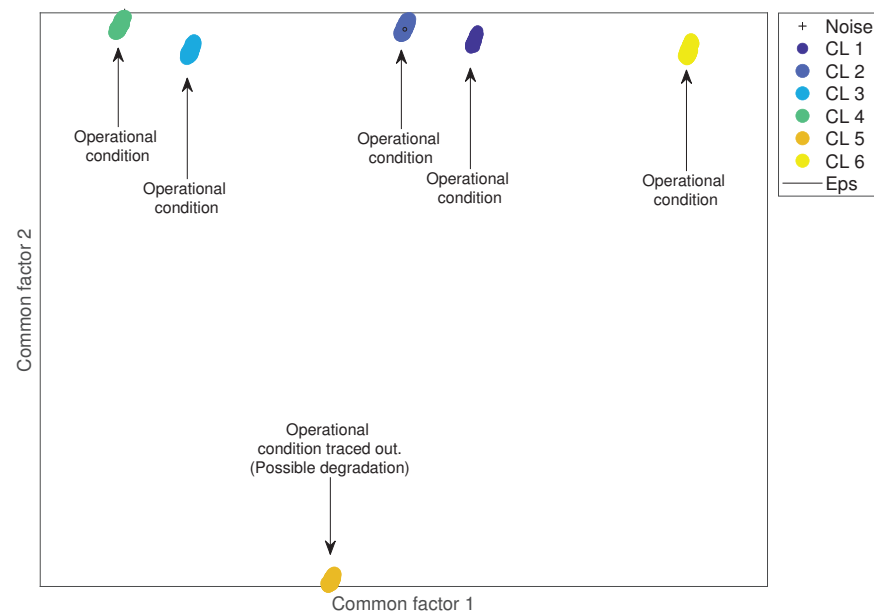 Noise
CL 1
CL 2
CL 3
CL 4
CL 5
CL 6
Eps
Operational
condition
Operational
condition
Operational
condition
Operational
condition
Operational
condition
Operational
condition traced out.
(Possible degradation)
Common factor 2
Common factor 1